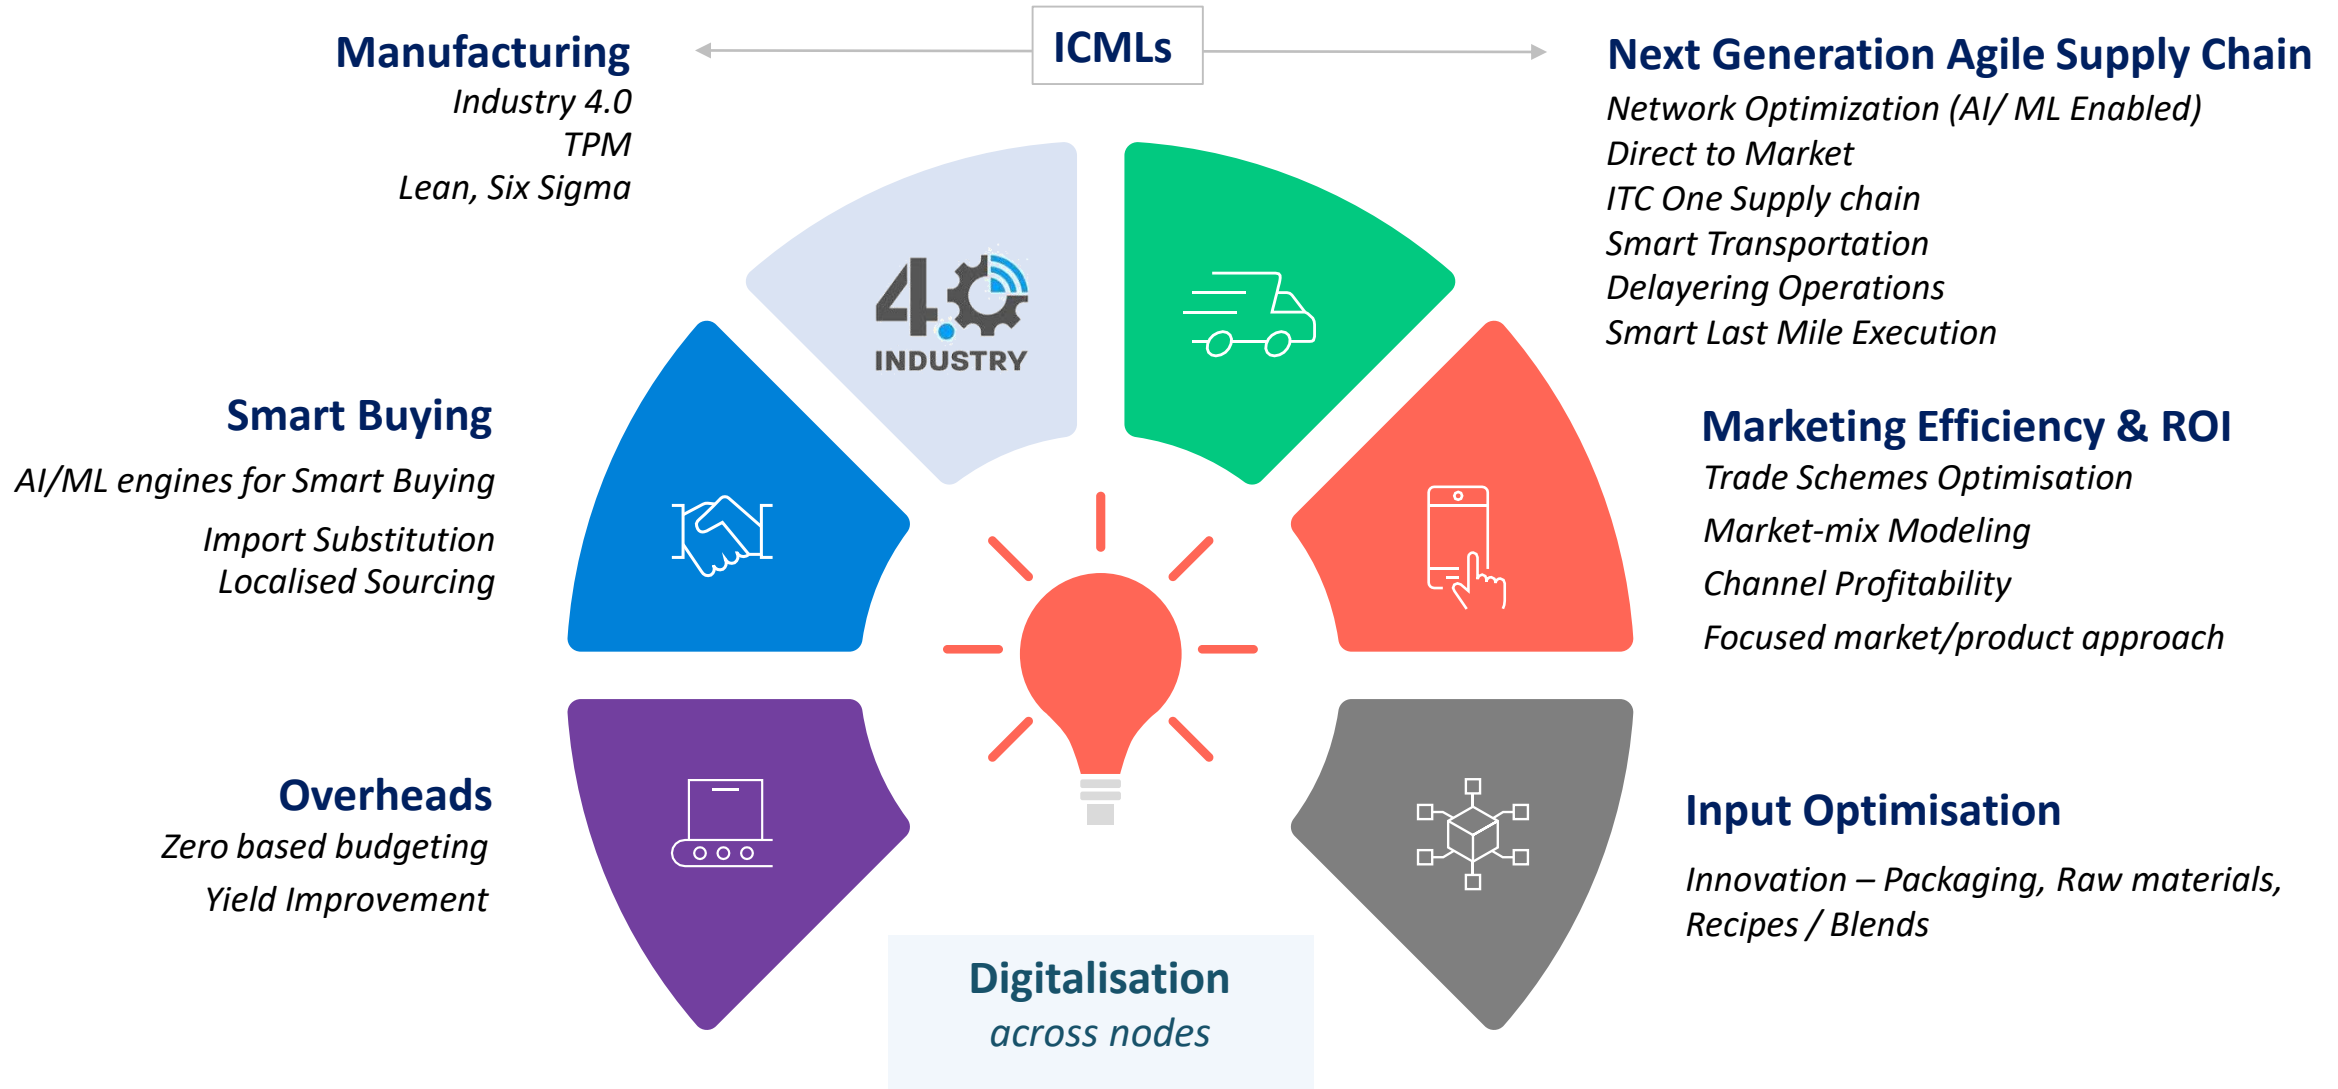 ICMLs
Manufacturing
Industry 4.0
TPM
Lean, Six Sigma
Next Generation Agile Supply Chain
Network Optimization (AI/ ML Enabled)
Direct to Market
ITC One Supply chain
Smart Transportation
Delayering Operations
Smart Last Mile Execution
4.0
INDUSTRY
Smart Buying
AI/ML engines for Smart Buying
Import Substitution
Localised Sourcing
Marketing Efficiency & ROI
Trade Schemes Optimisation
Market-mix Modeling
Channel Profitability
Focused market/product approach
Overheads
Zero based budgeting
Yield Improvement
Input Optimisation
Innovation – Packaging, Raw materials,
Recipes / Blends
Digitalisation
across nodes